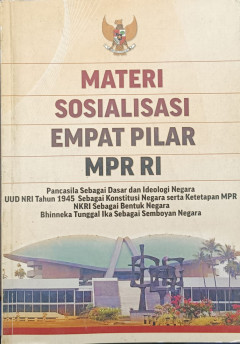 MATERI
SOSIALISASI
EMPAT PILAR
MPR RI
Pancasila Sebagai Dasar dan Ideologi Negara
UUD NRI Tahun 1945 Sebagai Konstitusi Negara serta Ketetapan MPR
NKRI Sebagai Bentuk Negara
Bhinneka Tunggal Ika Sebagai Semboyan Negara